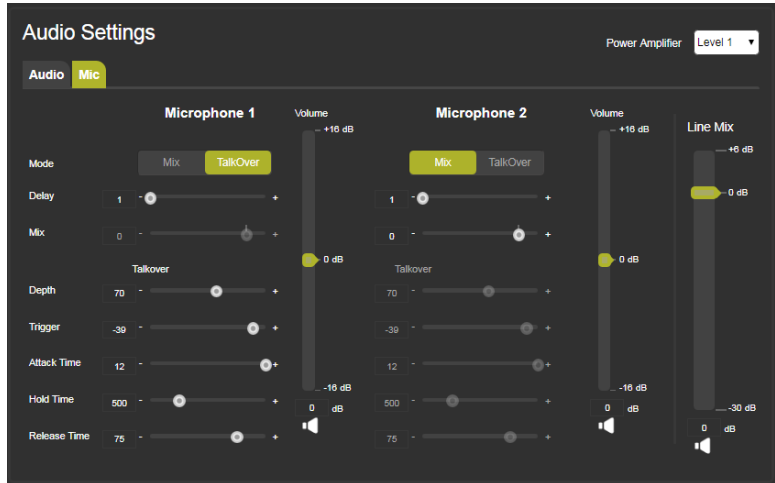 Audio Settings
Power Amplifier Level 1
Audio Mic
Microphone 1 Volume Microphone 2 Volume Line Mix
+16 dB +16 dB
+6 dB
Mode Mix TalkOver Mix TalkOver
Delay 1 - + 1 - + 0 dB
Mix 0 - + 0 - +
0 dB 0 dB
Talkover Talkover
Depth 70 - + 70 - +
Trigger -39 - + -39 - +
Attack Time 12 - + 12 - +
-16 dB -16 dB
Hold Time 500 - + 500 - +
0 dB 0 dB -30 dB
0 dB
Release Time 75 - + 75 - +